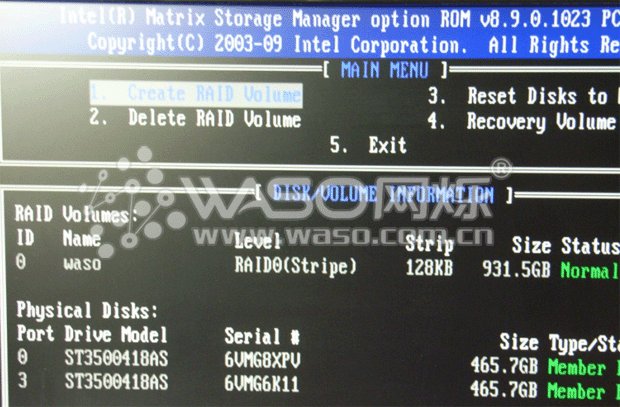 Intel(R) Matrix Storage Manager option ROM v8.9.0.1023 PC
Copyright(C) 2003-09 Intel Corporation. All Rights Re
[ MAIN MENU ]
1. Create RAID Volume 3. Reset Disks to
2. Delete RAID Volume 4. Recovery Volume
5. Exit
WASO网烁®
www.waso.com.cn
[ DISK/VOLUME INFORMATION ]
RAID Volumes:
ID Name Level Strip Size Status
0 waso RAID0(Stripe) 128KB 931.5GB Normal
Physical Disks:
Port Drive Model Serial # Size Type/Sta
0 ST3500418AS 6VMG8XPV 465.7GB Member
3 ST3500418AS 6VMG6K11 465.7GB Member